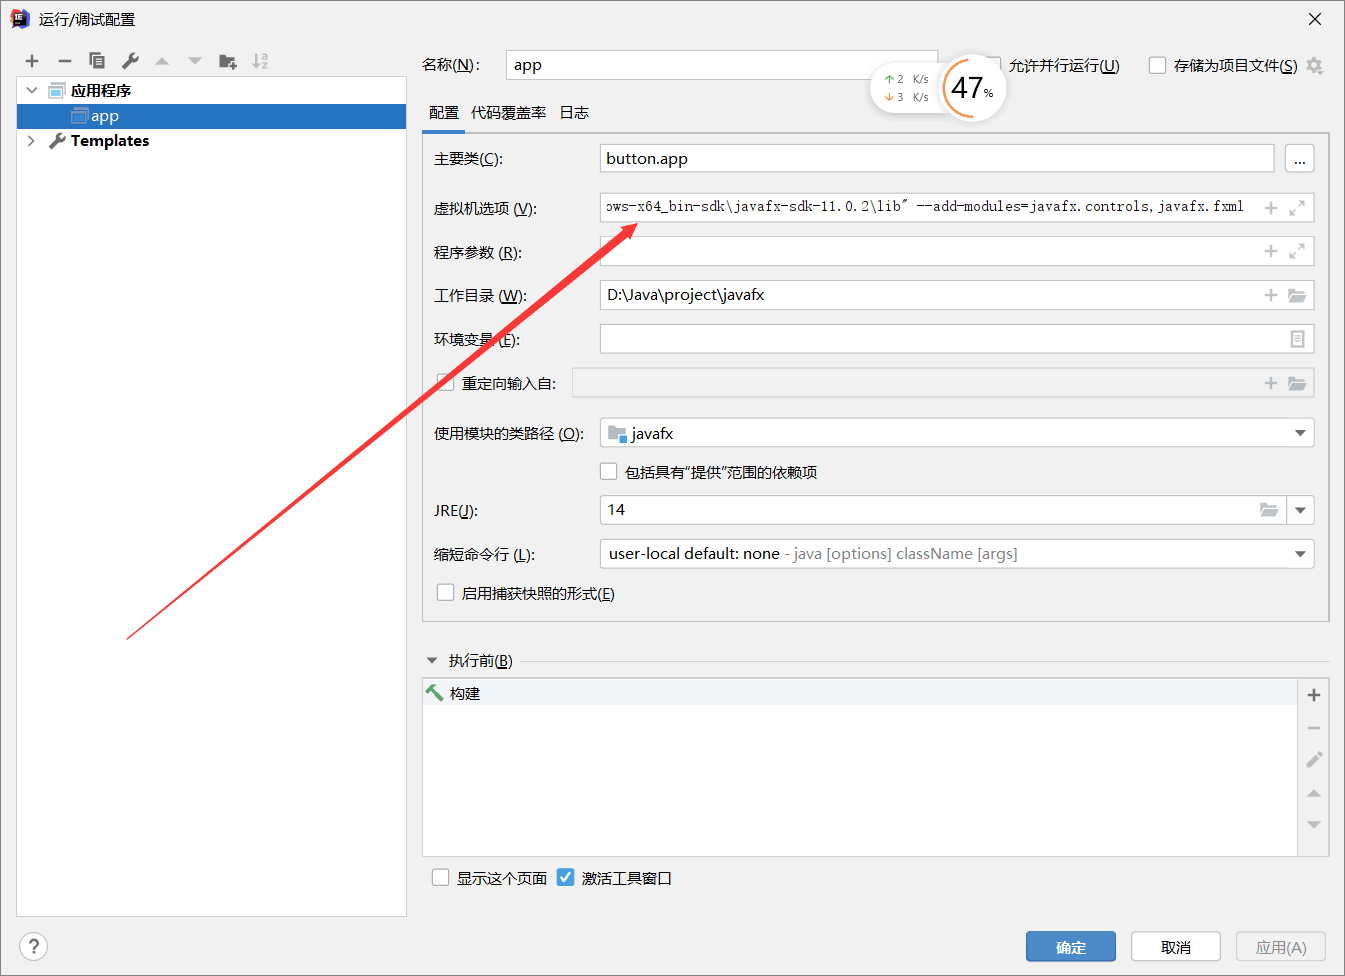 运行/调试配置
应用程序
app
Templates
名称(N):
app
允许并行运行(U)
存储为项目文件(S)
2 K/s
3 K/s
47%
配置
代码覆盖率
日志
主要类(C):
button.app
...
虚拟机选项 (V):
ows-x64_bin-sdk\javafx-sdk-11.0.2\lib" --add-modules=javafx.controls,javafx.fxml
程序参数 (R):
工作目录 (W):
D:\Java\project\javafx
环境变量 (E):
重定向输入自:
使用模块的类路径 (O):
javafx
包括具有“提供”范围的依赖项
JRE(J):
14
缩短命令行 (L):
user-local default: none - java [options] className [args]
启用捕获快照的形式(E)
执行前(B)
构建
显示这个页面
激活工具窗口
?
确定
取消
应用(A)